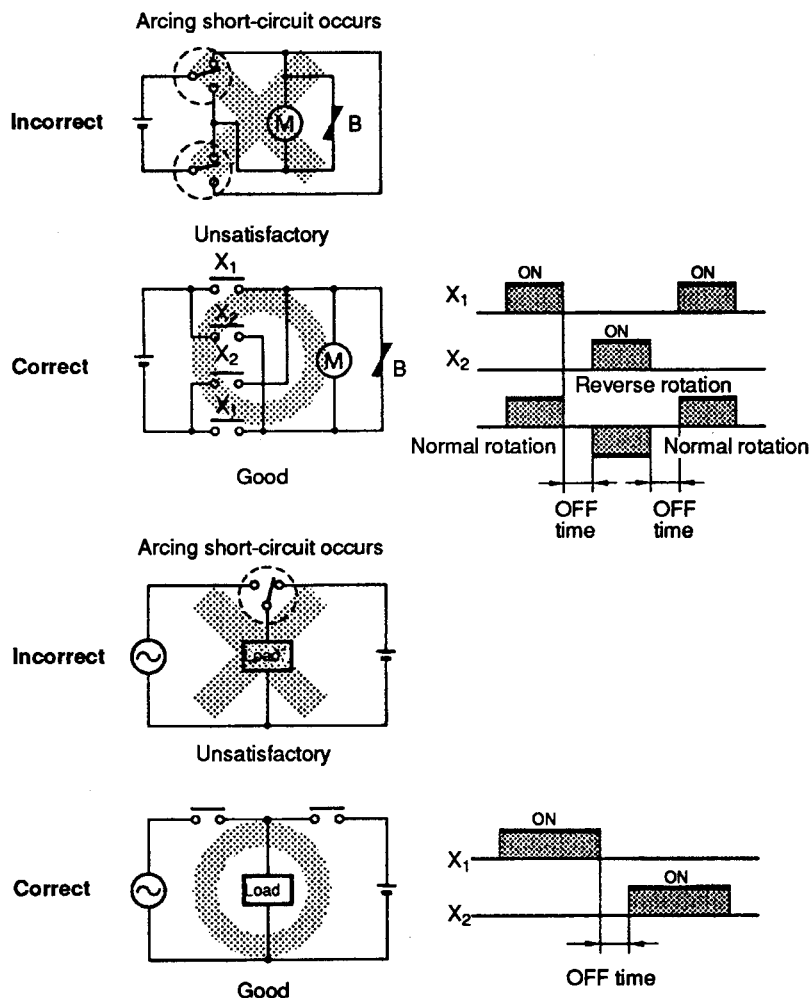 Arcing short-circuit occurs
Incorrect
M
B
Unsatisfactory
X1
X2
X2
X1
Correct
M
B
Good
X1
ON
ON
X2
ON
Reverse rotation
Normal rotation
Normal rotation
OFF
time
OFF
time
Arcing short-circuit occurs
Incorrect
Load
Unsatisfactory
Correct
Load
Good
X1
ON
X2
ON
OFF time